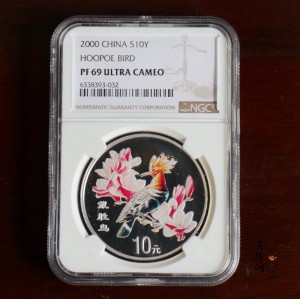 2000 CHINA S10Y
HOOPOE BIRD
PF 69 ULTRA CAMEO
6338393-032
NUMISMATIC GUARANTY CORPORATION
NGC
戴胜鸟
10元